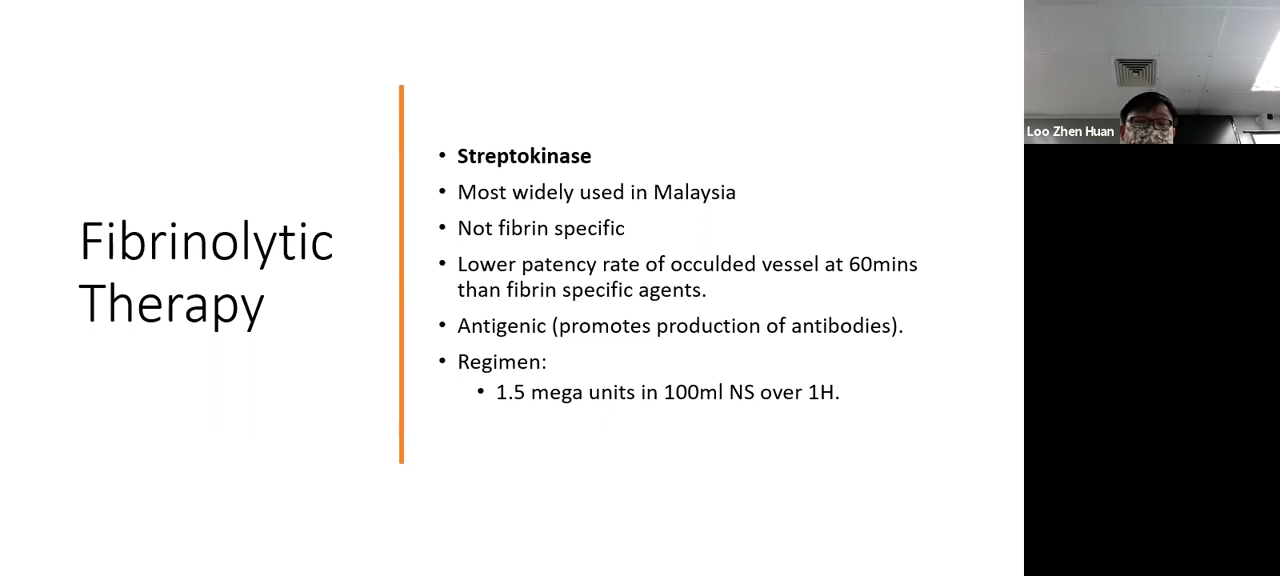 Fibrinolytic
Therapy
• Streptokinase
• Most widely used in Malaysia
• Not fibrin specific
• Lower patency rate of occulded vessel at 60mins
than fibrin specific agents.
• Antigenic (promotes production of antibodies).
• Regimen:
• 1.5 mega units in 100ml NS over 1H.
Loo Zhen Huan